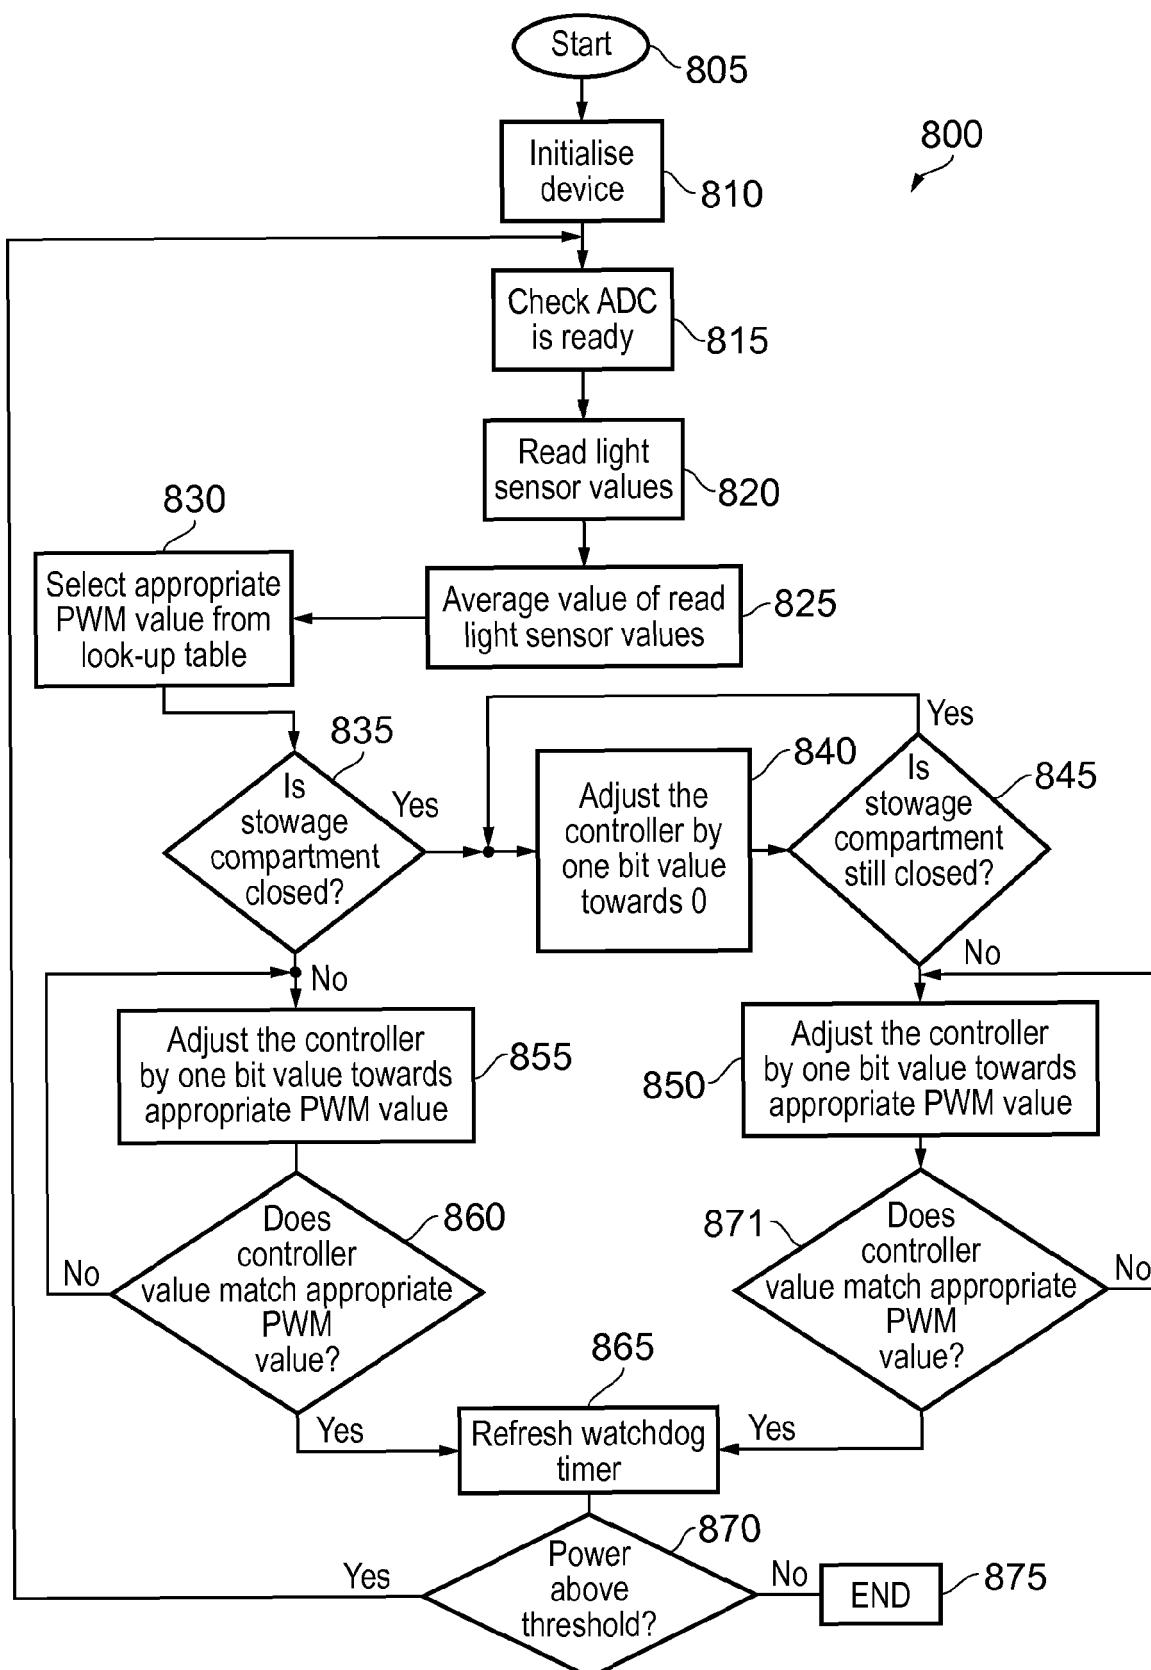 Start
805
800
Initialise
device
810
Check ADC
is ready
815
Read light
sensor values
820
830
Select appropriate
PWM value from
look-up table
Average value of read
light sensor values
825
835
Is
stowage
compartment
closed?
Yes
840
Adjust the
controller by
one bit value
towards 0
Yes
845
Is
stowage
compartment
still closed?
No
No
Adjust the controller
by one bit value towards
appropriate PWM value
855
850
Adjust the controller
by one bit value towards
appropriate PWM value
860
Does
controller
value match appropriate
PWM
value?
No
871
Does
controller
value match appropriate
PWM
value?
No
865
Yes
Refresh watchdog
timer
Yes
870
Yes
Power
above
threshold?
No
END
875